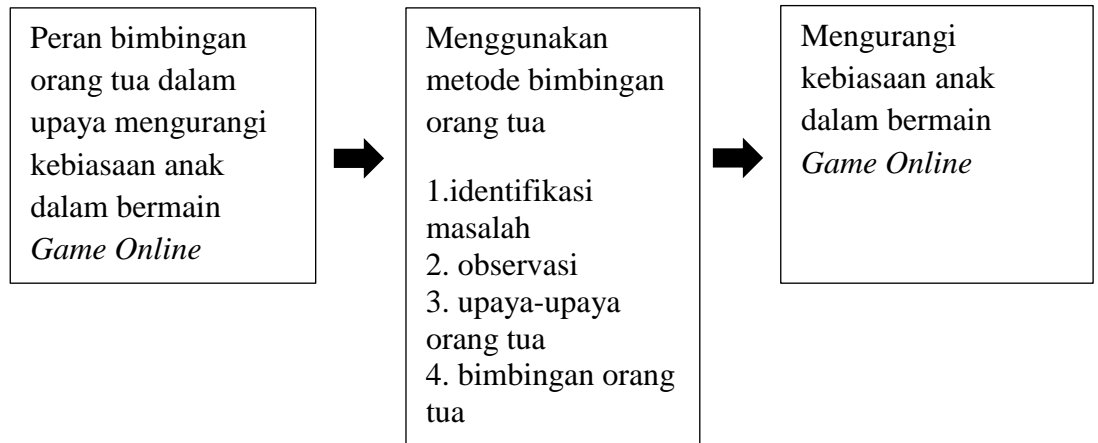 Peran bimbingan
orang tua dalam
upaya mengurangi
kebiasaan anak
dalam bermain
Game Online
Menggunakan
metode bimbingan
orang tua
1.identifikasi
masalah
2. observasi
3. upaya-upaya
orang tua
4. bimbingan orang
tua
Mengurangi
kebiasaan anak
dalam bermain
Game Online